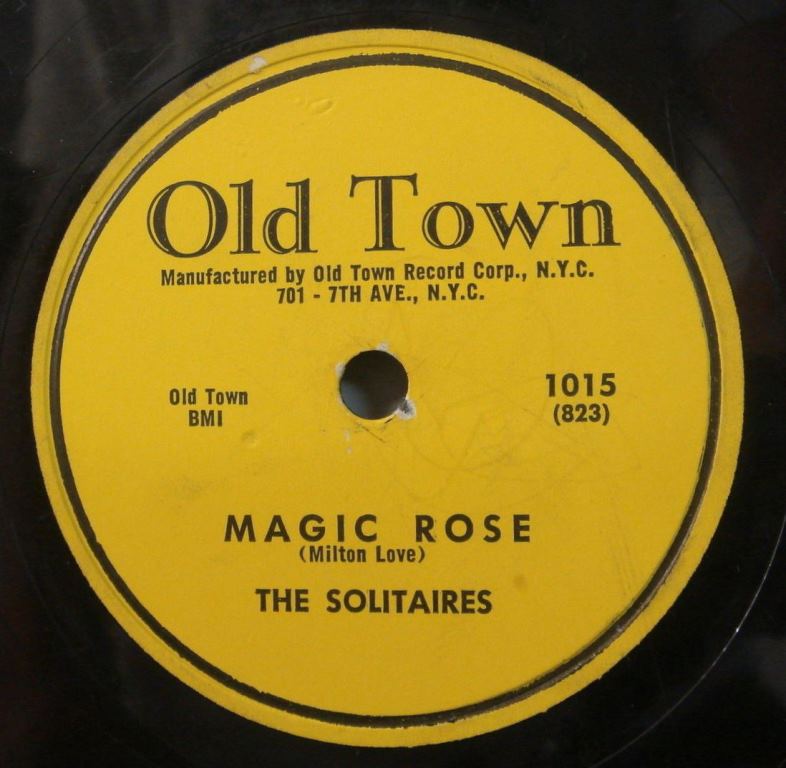 Old Town
Manufactured by Old Town Record Corp., N.Y.C.
701 - 7TH AVE., N.Y.C.
Old Town
BMI
1015
(823)
MAGIC ROSE
(Milton Love)
THE SOLITAIRES